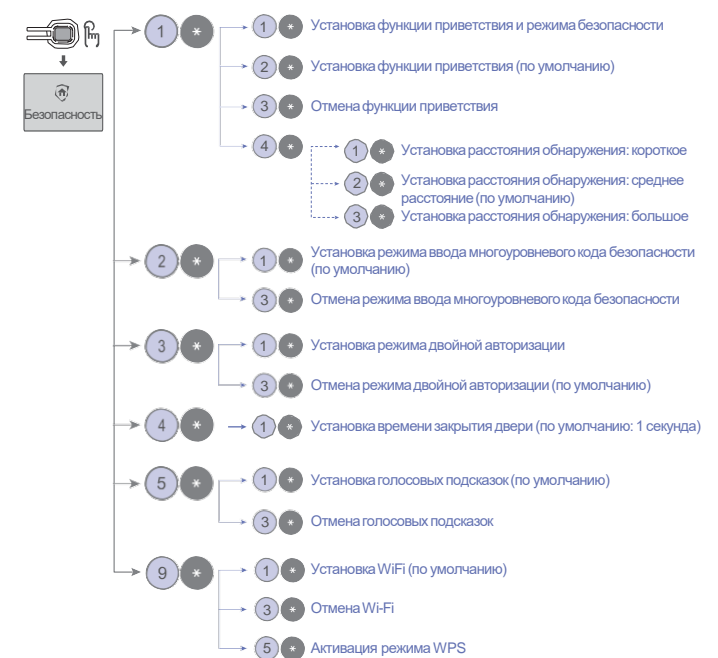 Безопасность
1 *
1 * Установка функции приветствия и режима безопасности
2 * Установка функции приветствия (по умолчанию)
3 * Отмена функции приветствия
4 *
1 * Установка расстояния обнаружения: короткое
2 * Установка расстояния обнаружения: среднее
расстояние (по умолчанию)
3 * Установка расстояния обнаружения: большое
2 *
1 * Установка режима ввода многоуровневого кода безопасности
(по умолчанию)
3 * Отмена режима ввода многоуровневого кода безопасности
3 *
1 * Установка режима двойной авторизации
3 * Отмена режима двойной авторизации (по умолчанию)
4 *
1 * Установка времени закрытия двери (по умолчанию: 1 секунда)
5 *
1 * Установка голосовых подсказок (по умолчанию)
3 * Отмена голосовых подсказок
9 *
1 * Установка WiFi (по умолчанию)
3 * Отмена Wi-Fi
5 * Активация режима WPS